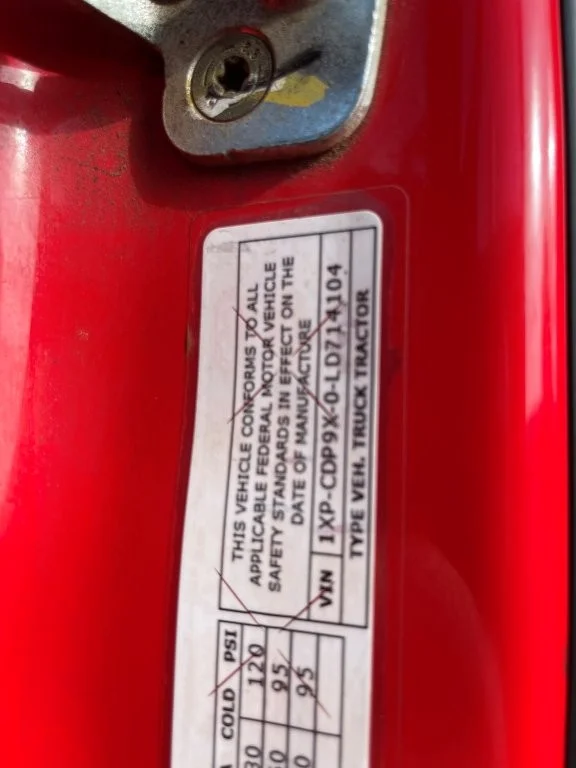 THIS VEHICLE CONFORMS TO ALL
APPLICABLE FEDERAL MOTOR VEHICLE
SAFETY STANDARDS IN EFFECT ON THE
DATE OF MANUFACTURE
VIN 1XP-CDP9X-0-LD714104
TYPE VEH. TRUCK TRACTOR
COLD PSI
120
95
95